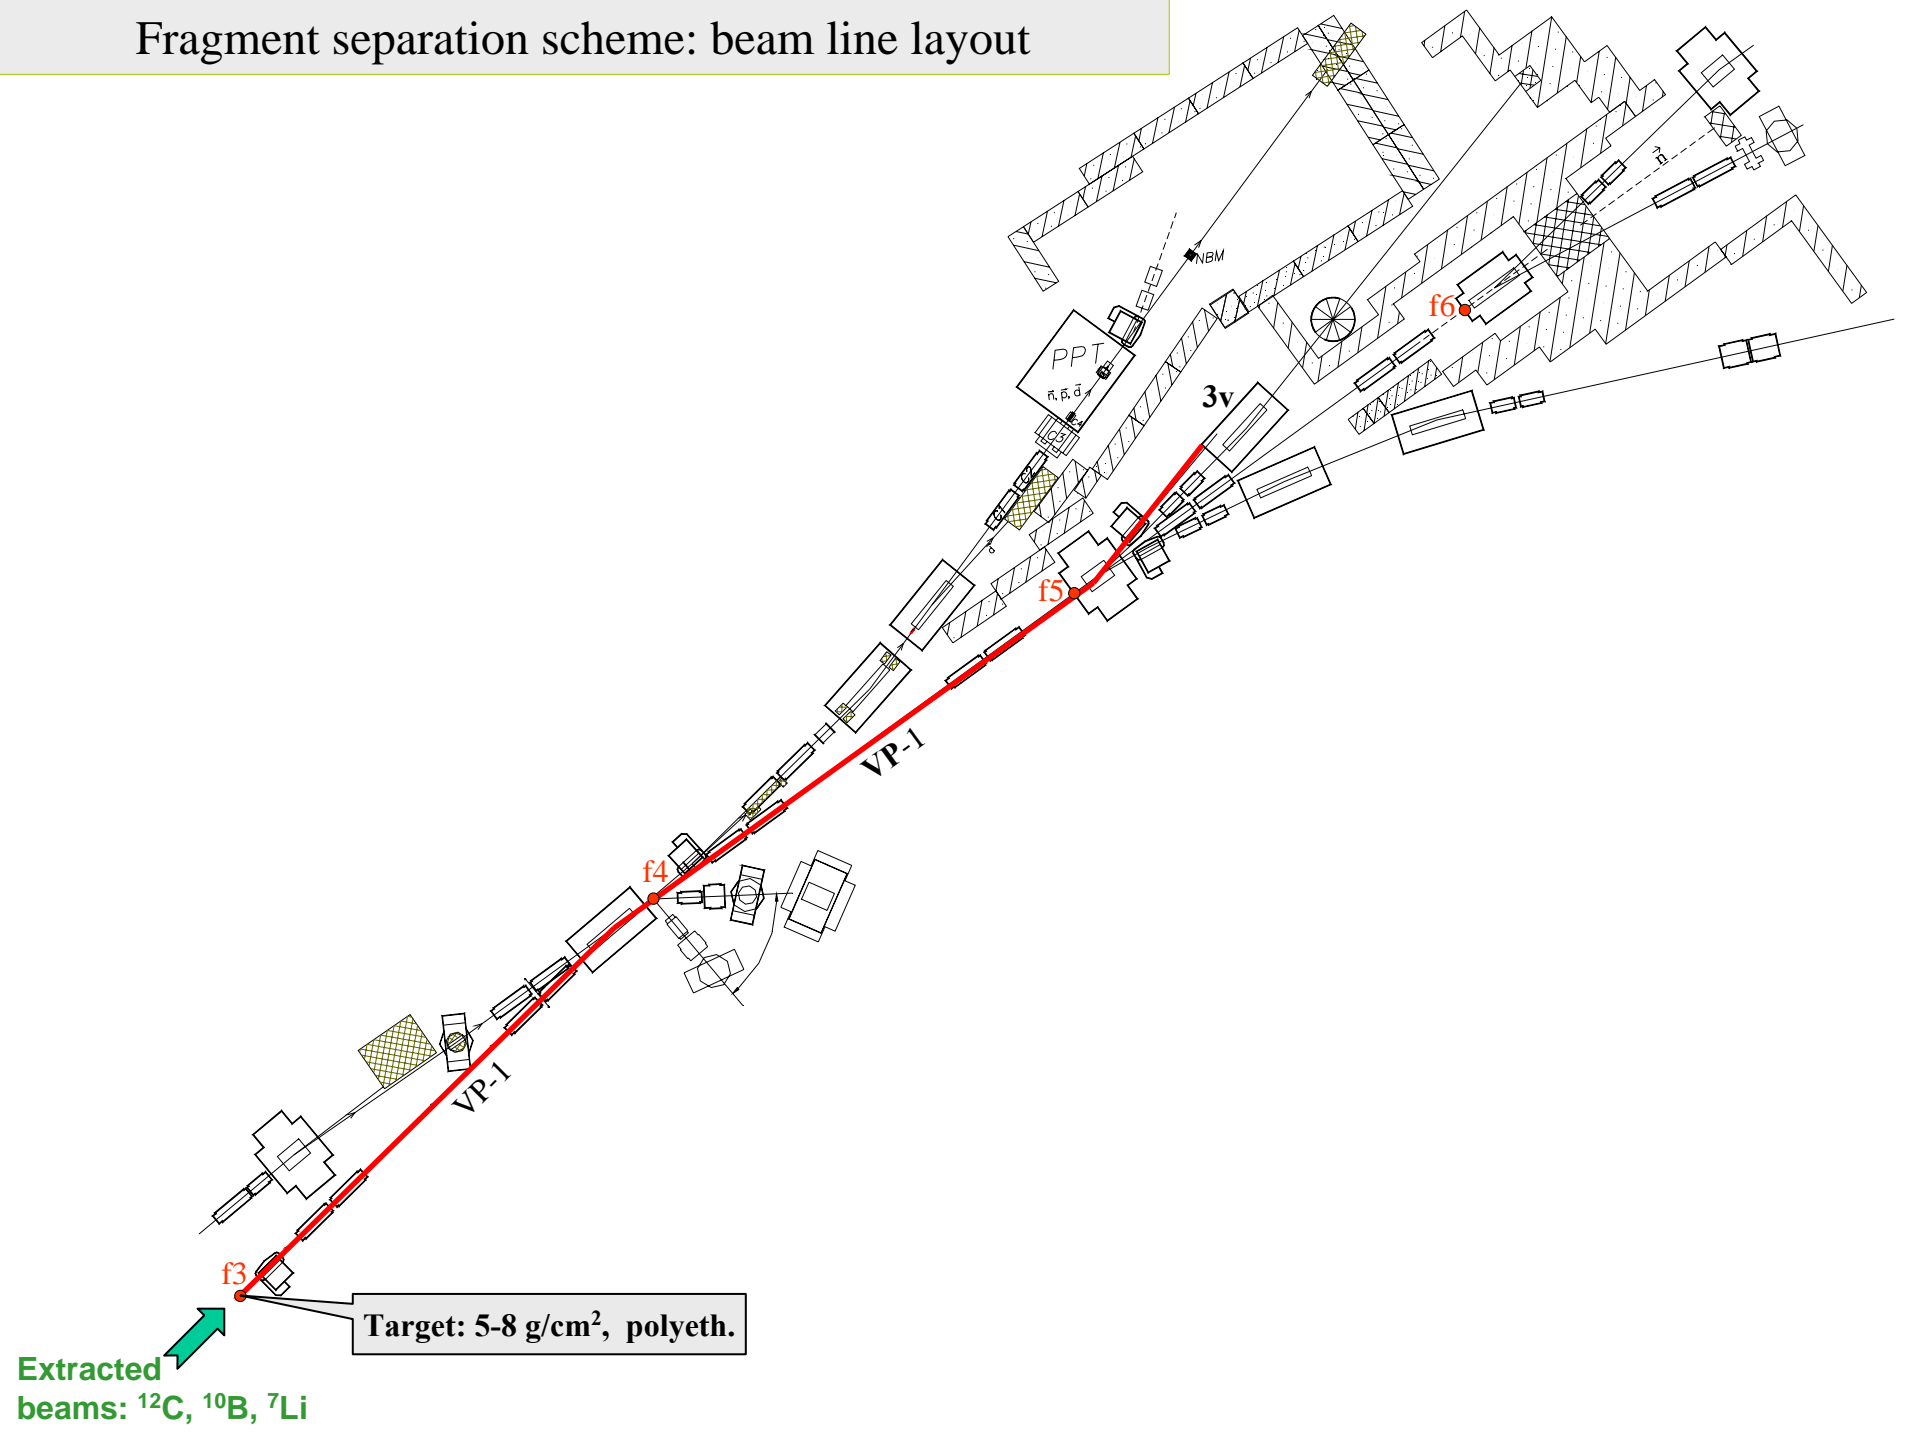 Fragment separation scheme: beam line layout
n
NBM
f6
PPT
n, p, d
3v
C3
f5
VP-1
f4
VP-1
f3
Target: 5-8 g/cm², polyeth.
Extracted
beams: ¹²C, ¹⁰B, ⁷Li